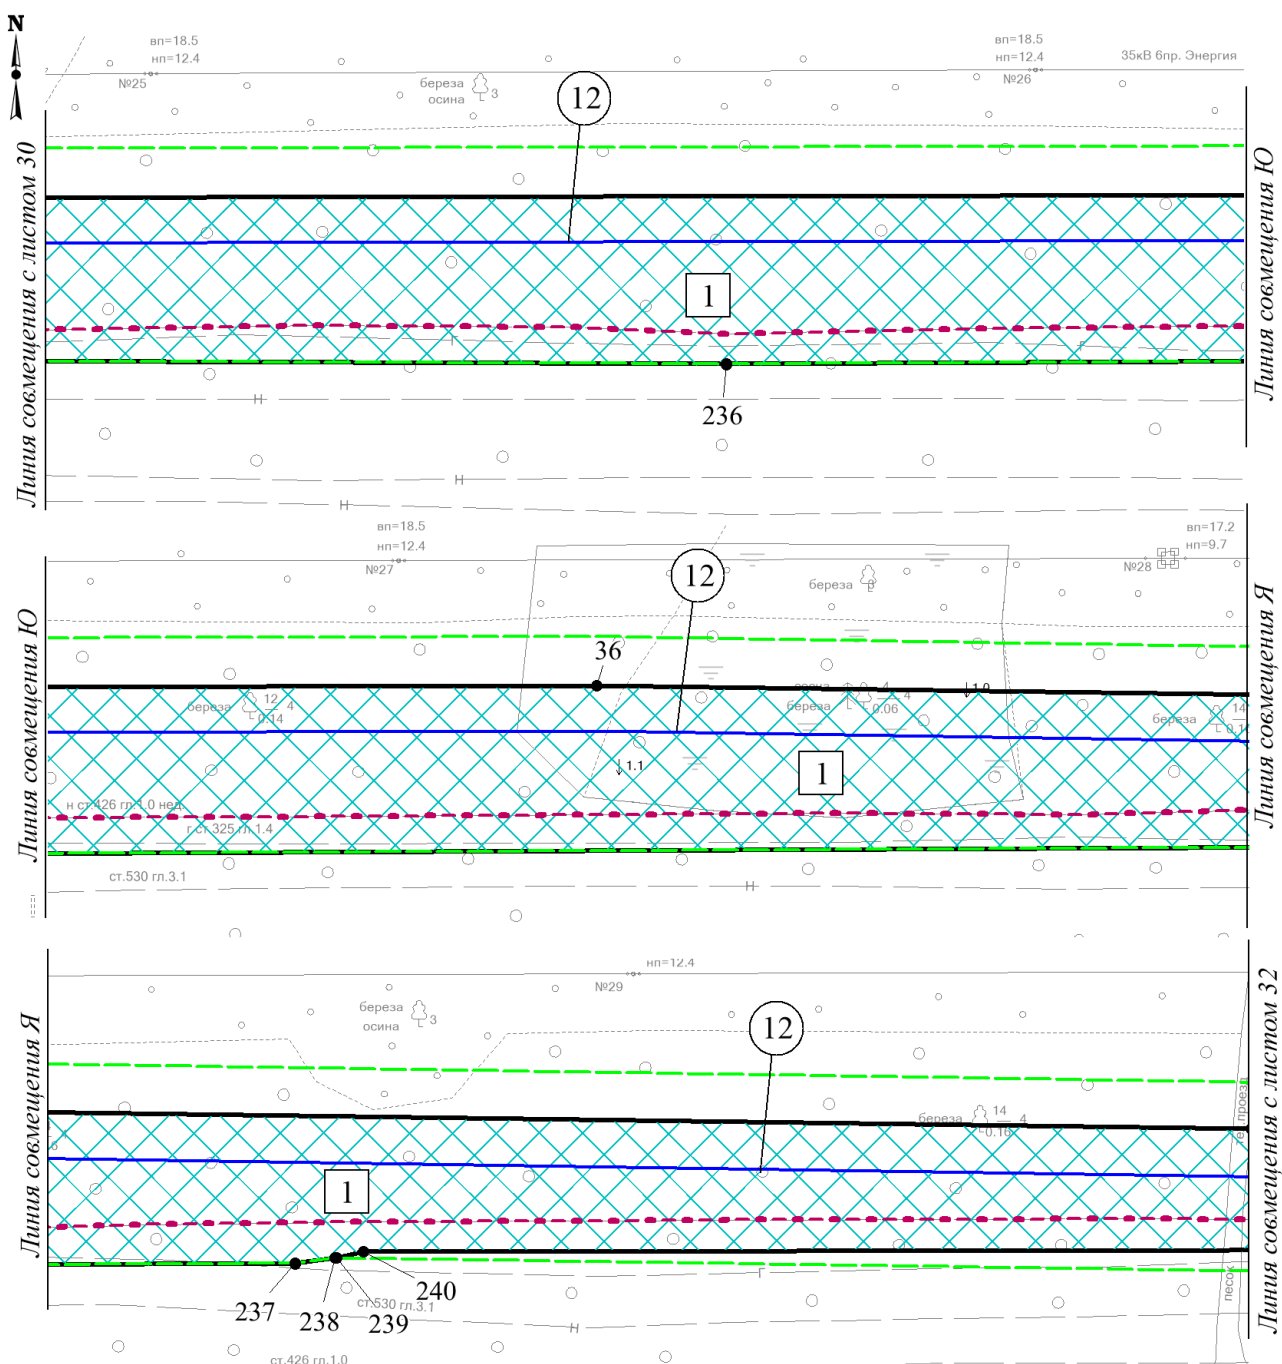 N
вп=18.5
нп=12.4
№25
береза
осина
3
12
вп=18.5
нп=12.4
№26
35кВ 6пр. Энергия
Линия совмещения с листом 30
Линия совмещения Ю
1
Г
Г
236
Н
Н
Н
вп=18.5
нп=12.4
№27
12
береза
3
вп=17.2
нп=9.7
№28
Линия совмещения Ю
Линия совмещения Я
36
береза
12
4
0.14
береза
4
4
0.06
1.0
береза
14
1.1
1
н ст.426 гл.1.0 нед.
г ст.325 гл.1.4
ст.530 гл.3.1
Н
нп=12.4
№29
береза
осина
3
12
Линия совмещения Я
Линия совмещения с листом 32
береза
14
4
0.16
1
песок
237
238
239
240
Г
ст.530 гл.3.1
Н
ст.426 гл.1.0